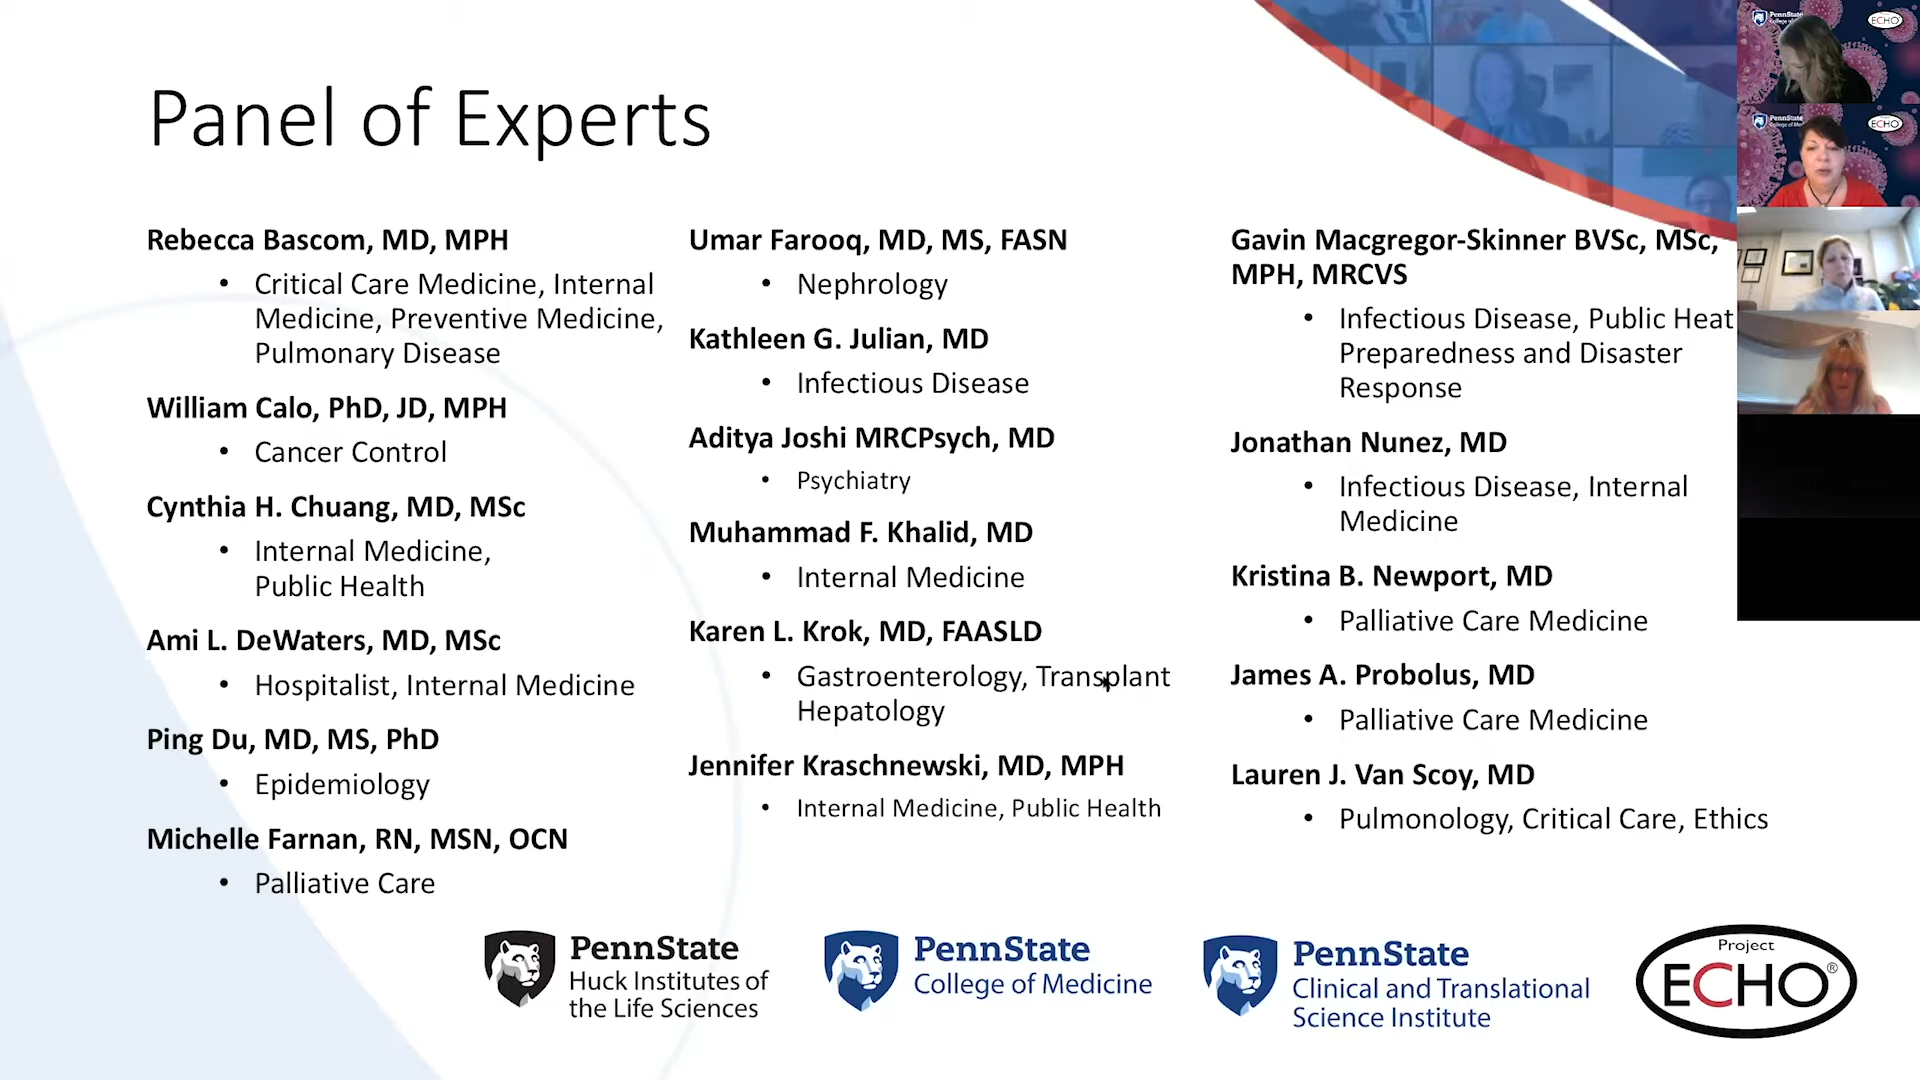 Panel of Experts
Rebecca Bascom, MD, MPH
• Critical Care Medicine, Internal
Medicine, Preventive Medicine,
Pulmonary Disease
William Calo, PhD, JD, MPH
• Cancer Control
Cynthia H. Chuang, MD, MSc
• Internal Medicine,
Public Health
Ami L. DeWaters, MD, MSc
• Hospitalist, Internal Medicine
Ping Du, MD, MS, PhD
• Epidemiology
Michelle Farnan, RN, MSN, OCN
• Palliative Care
Umar Farooq, MD, MS, FASN
• Nephrology
Kathleen G. Julian, MD
• Infectious Disease
Aditya Joshi MRCPsych, MD
• Psychiatry
Muhammad F. Khalid, MD
• Internal Medicine
Karen L. Krok, MD, FAASLD
• Gastroenterology, Transplant
Hepatology
Jennifer Kraschnewski, MD, MPH
• Internal Medicine, Public Health
Gavin Macgregor-Skinner BVSc, MSc,
MPH, MRCVS
• Infectious Disease, Public Heat
Preparedness and Disaster
Response
Jonathan Nunez, MD
• Infectious Disease, Internal
Medicine
Kristina B. Newport, MD
• Palliative Care Medicine
James A. Probolus, MD
• Palliative Care Medicine
Lauren J. Van Scoy, MD
• Pulmonology, Critical Care, Ethics
PennState
Huck Institutes of
the Life Sciences
PennState
College of Medicine
PennState
Clinical and Translational
Science Institute
Project
ECHO®
PennState
ECHO
PennState
ECHO